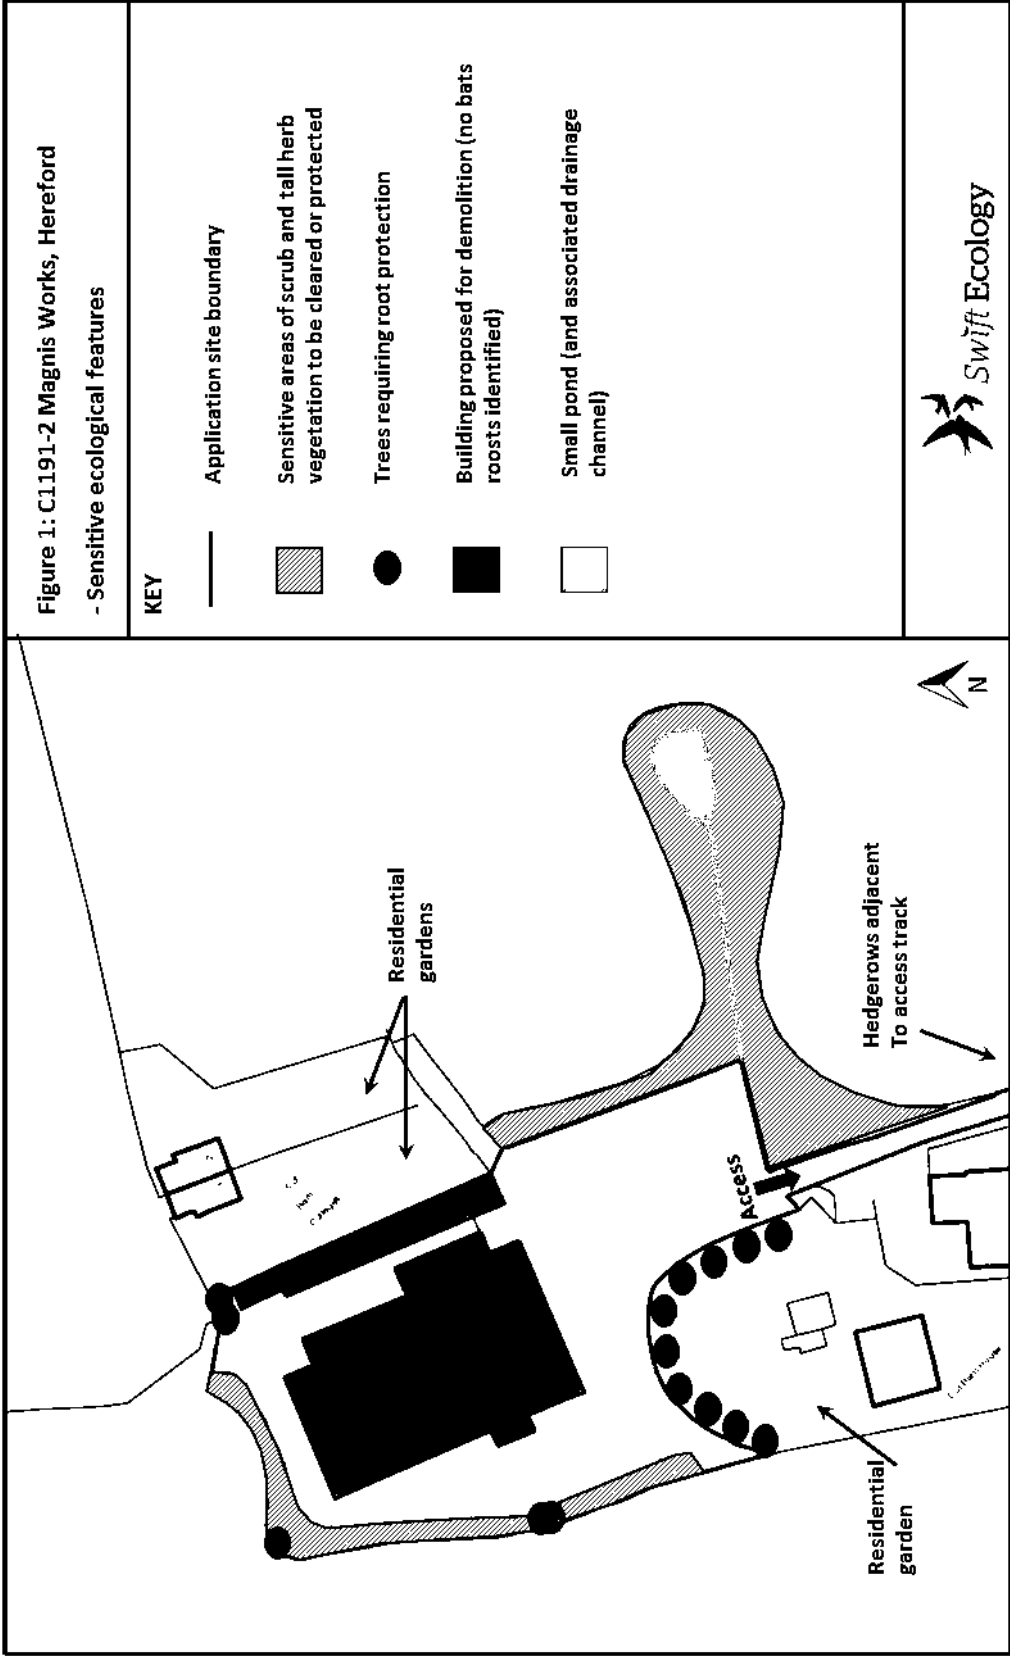 Figure 1: C1191-2 Magnis Works, Hereford
- Sensitive ecological features
KEY
Application site boundary
Sensitive areas of scrub and tall herb
vegetation to be cleared or protected
Trees requiring root protection
Building proposed for demolition (no bats
roosts identified)
Small pond (and associated drainage
channel)
Swift Ecology
Residential
gardens
Access
Hedgerows adjacent
To access track
Residential
garden
N